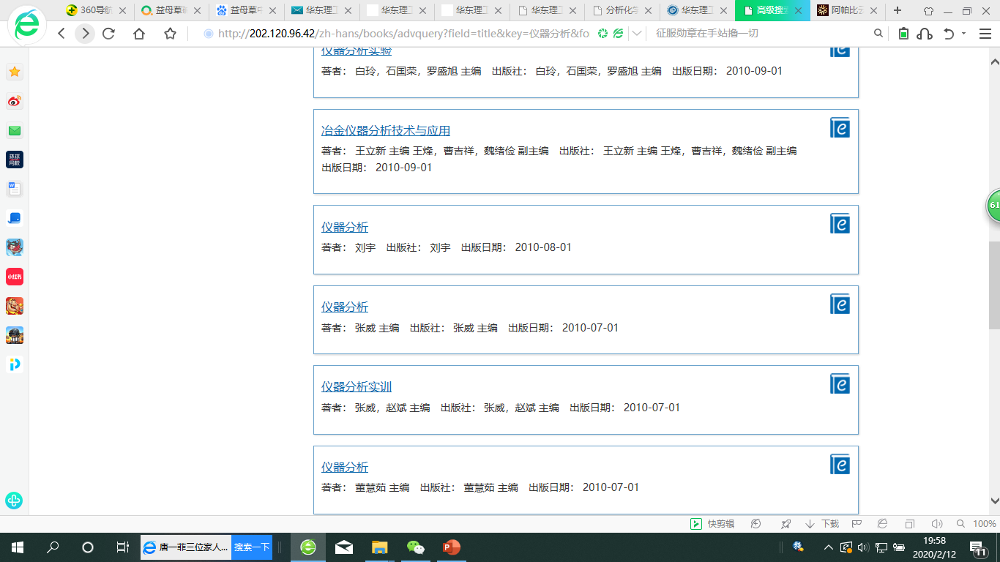 360导航
益母草研
益母草中
华东理工
华东理工
华东理工
华东理工
分析化学
华东理工
高级搜索
阿帕比云
http://202.120.96.42/zh-hans/books/advquery?field=title&key=仪器分析&fo
征服勋章在手站撸一切
仪器分析实验
著者： 白玲，石国荣，罗盛旭 主编 出版社： 白玲，石国荣，罗盛旭 主编 出版日期： 2010-09-01
冶金仪器分析技术与应用
著者： 王立新 主编 王烽，曹吉祥，魏绪俭 副主编 出版社： 王立新 主编 王烽，曹吉祥，魏绪俭 副主编
出版日期： 2010-09-01
仪器分析
著者： 刘宇 出版社： 刘宇 出版日期： 2010-08-01
仪器分析
著者： 张威 主编 出版社： 张威 主编 出版日期： 2010-07-01
仪器分析实训
著者： 张威，赵斌 主编 出版社： 张威，赵斌 主编 出版日期： 2010-07-01
仪器分析
著者： 董慧茹 主编 出版社： 董慧茹 主编 出版日期： 2010-07-01
61
小红书
快剪辑
下载
100%
唐一菲三位家人...
搜索一下
19:58
2020/2/12
11